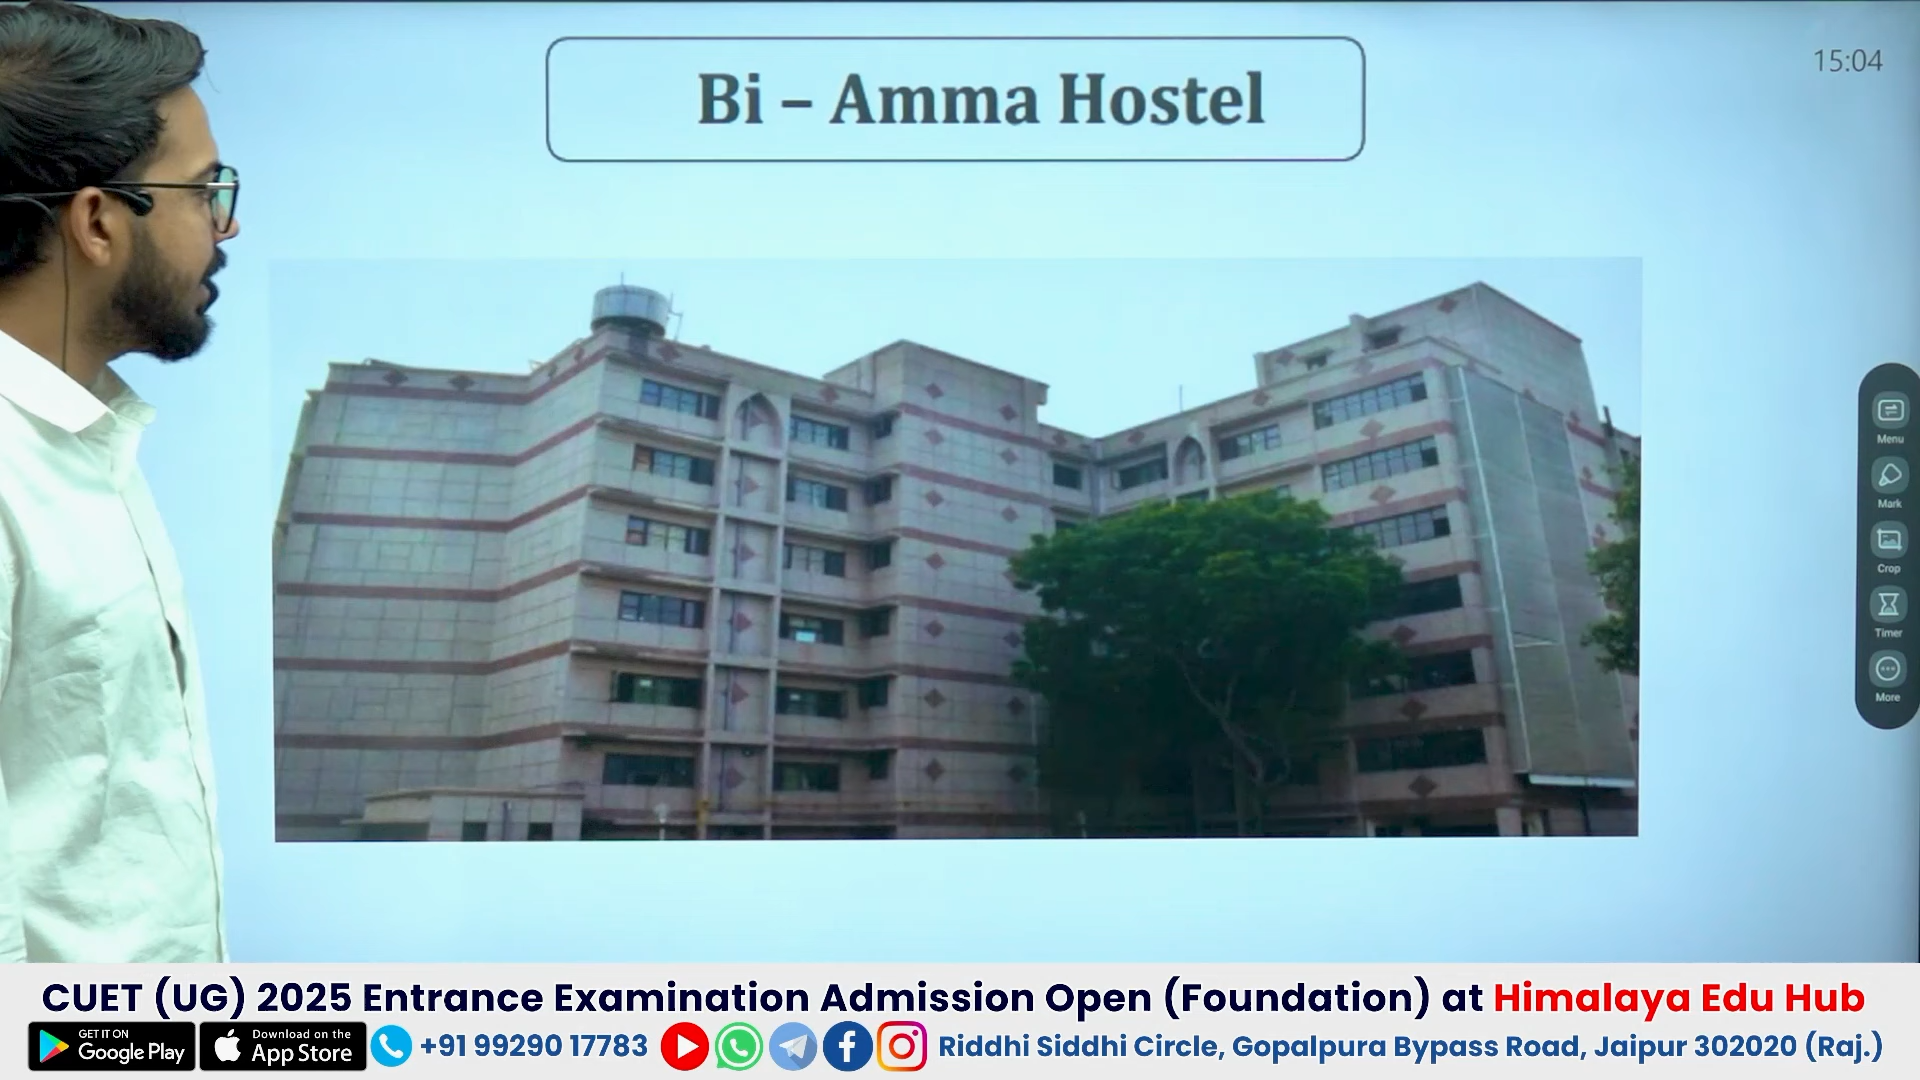 Bi – Amma Hostel
15:04
Menu
Mark
Crop
Timer
More
CUET (UG) 2025 Entrance Examination Admission Open (Foundation) at Himalaya Edu Hub
GET IT ON
Google Play
Download on the
App Store
+91 99290 17783
Riddhi Siddhi Circle, Gopalpura Bypass Road, Jaipur 302020 (Raj.)